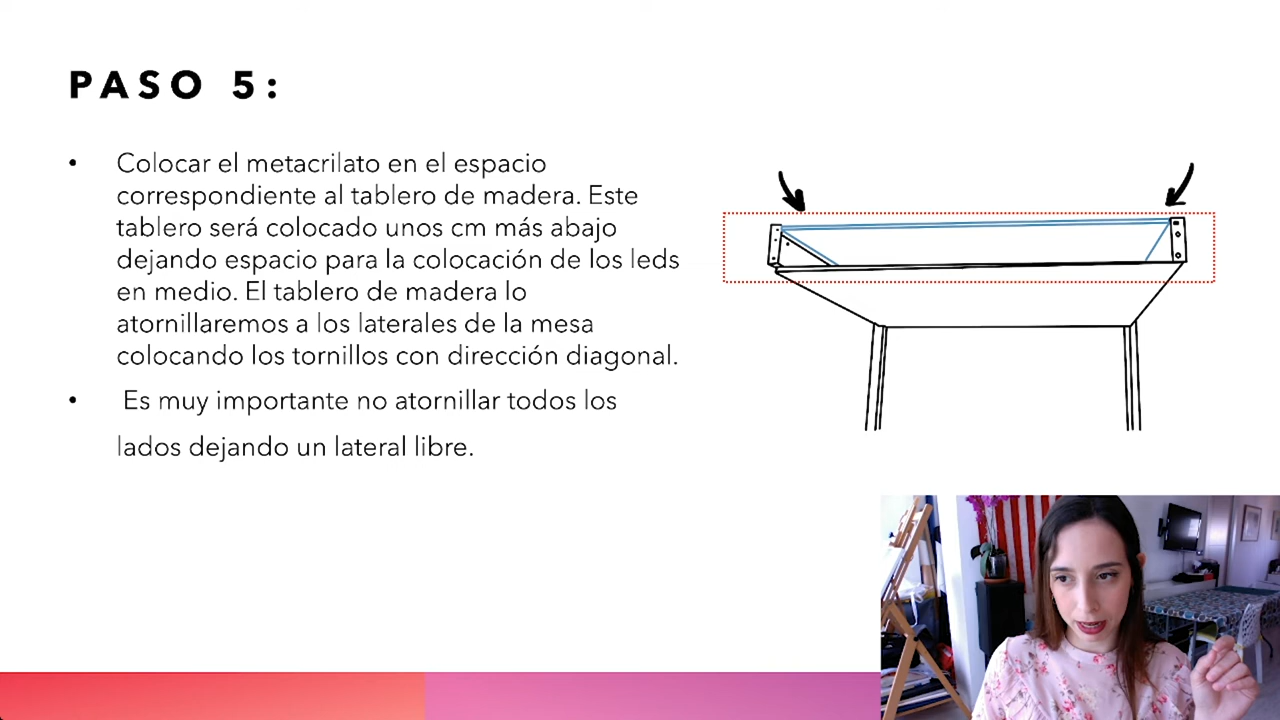 PASO 5:
• Colocar el metacrilato en el espacio
correspondiente al tablero de madera. Este
tablero será colocado unos cm más abajo
dejando espacio para la colocación de los leds
en medio. El tablero de madera lo
atornillaremos a los laterales de la mesa
colocando los tornillos con dirección diagonal.
• Es muy importante no atornillar todos los
lados dejando un lateral libre.